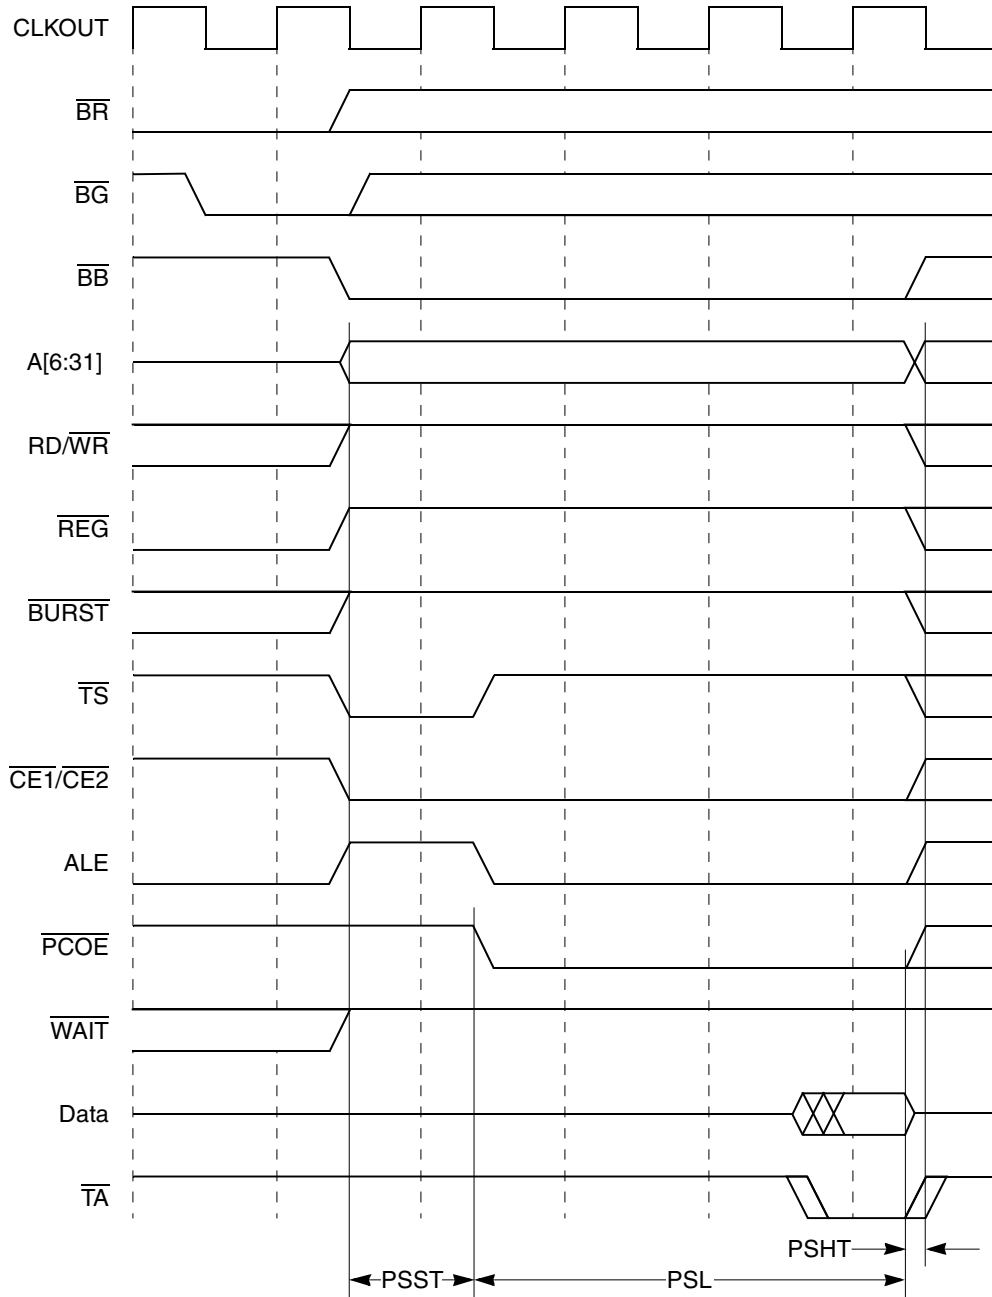 CLKOUT
BR
BG
BB
A[6:31]
RD/WR
REG
BURST
TS
CE1/CE2
ALE
PCOE
WAIT
Data
TA
PSHT
PSST
PSL